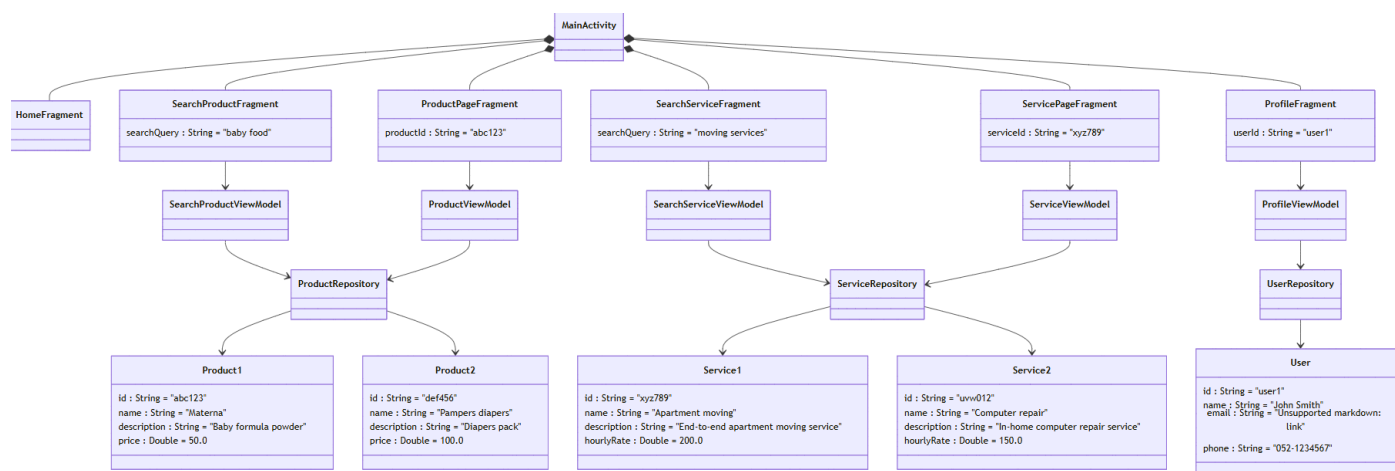 MainActivity
HomeFragment
SearchProductFragment
searchQuery : String = "baby food"
ProductPageFragment
productId : String = "abc123"
SearchServiceFragment
searchQuery : String = "moving services"
ServicePageFragment
serviceId : String = "xyz789"
ProfileFragment
userId : String = "user1"
SearchProductViewModel
ProductViewModel
SearchServiceViewModel
ServiceViewModel
ProfileViewModel
ProductRepository
ServiceRepository
UserRepository
Product1
id : String = "abc123"
name : String = "Materna"
description : String = "Baby formula powder"
price : Double = 50.0
Product2
id : String = "def456"
name : String = "Pampers diapers"
description : String = "Diapers pack"
price : Double = 100.0
Service1
id : String = "xyz789"
name : String = "Apartment moving"
description : String = "End-to-end apartment moving service"
hourlyRate : Double = 200.0
Service2
id : String = "uvw012"
name : String = "Computer repair"
description : String = "In-home computer repair service"
hourlyRate : Double = 150.0
User
id : String = "user1"
name : String = "John Smith"
email : String = "Unsupported markdown:
link"
phone : String = "052-1234567"